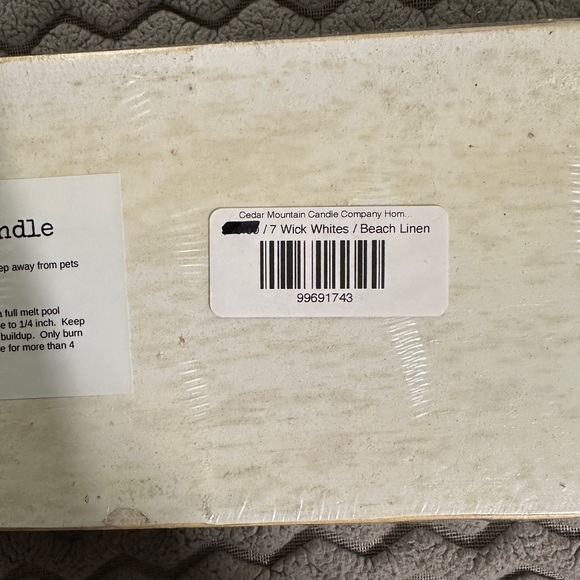 ndle
ep away from pets
a full melt pool
e to 1/4 inch. Keep
buildup. Only burn
e for more than 4
Cedar Mountain Candle Company Hom...
/ 7 Wick Whites / Beach Linen
99691743